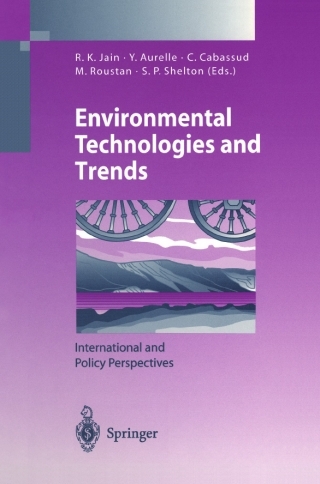 R. K. Jain · Y. Aurelle · C. Cabassud
M. Roustan · S. P. Shelton (Eds.)
Environmental
Technologies and
Trends
International and
Policy Perspectives
Springer